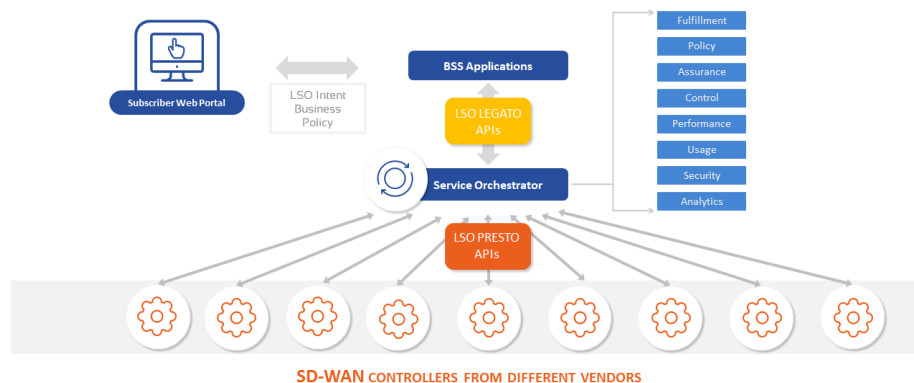 Subscriber Web Portal
LSO Intent
Business
Policy
BSS Applications
LSO LEGATO
APIs
Service Orchestrator
LSO PRESTO
APIs
Fulfillment
Policy
Assurance
Control
Performance
Usage
Security
Analytics
SD-WAN CONTROLLERS FROM DIFFERENT VENDORS